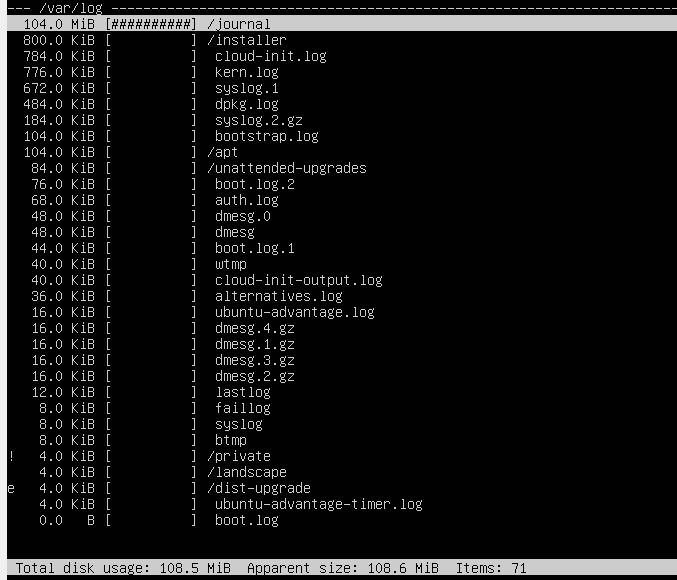 --- /var/log ----------------------------------------------------------------------
  104.0 MiB [##########] /journal
  800.0 KiB [          ] /installer
  784.0 KiB [          ]  cloud-init.log
  776.0 KiB [          ]  kern.log
  672.0 KiB [          ]  syslog.1
  484.0 KiB [          ]  dpkg.log
  184.0 KiB [          ]  syslog.2.gz
  104.0 KiB [          ]  bootstrap.log
  104.0 KiB [          ] /apt
   84.0 KiB [          ] /unattended-upgrades
   76.0 KiB [          ]  boot.log.2
   68.0 KiB [          ]  auth.log
   48.0 KiB [          ]  dmesg.0
   48.0 KiB [          ]  dmesg
   44.0 KiB [          ]  boot.log.1
   40.0 KiB [          ]  wtmp
   40.0 KiB [          ]  cloud-init-output.log
   36.0 KiB [          ]  alternatives.log
   16.0 KiB [          ]  ubuntu-advantage.log
   16.0 KiB [          ]  dmesg.4.gz
   16.0 KiB [          ]  dmesg.1.gz
   16.0 KiB [          ]  dmesg.3.gz
   16.0 KiB [          ]  dmesg.2.gz
   12.0 KiB [          ]  lastlog
    8.0 KiB [          ]  faillog
    8.0 KiB [          ]  syslog
    8.0 KiB [          ]  btmp
!   4.0 KiB [          ] /private
    4.0 KiB [          ] /landscape
e   4.0 KiB [          ] /dist-upgrade
    4.0 KiB [          ]  ubuntu-advantage-timer.log
    0.0   B [          ]  boot.log
 Total disk usage: 108.5 MiB  Apparent size: 108.6 MiB  Items: 71